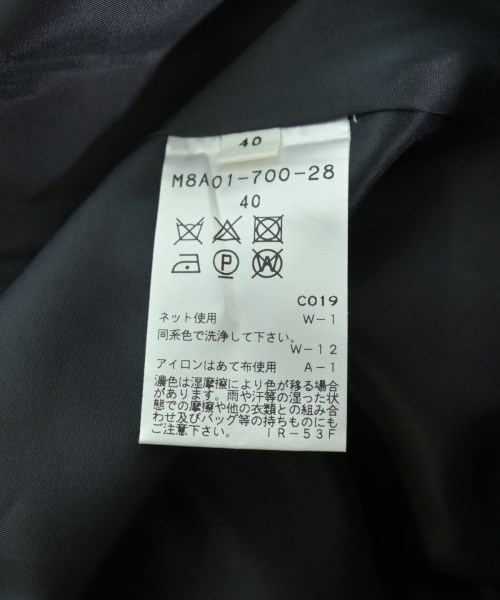 40
M8A01-700-28
40
P W
C019
ネット使用 W-1
同系色で洗浄して下さい。
W-12
アイロンはあて布使用 A-1
濃色は湿摩擦により色が移る場合
があります。雨や汗等の湿った状
態での摩擦や他の衣類との組み合
わせ及びバッグ等の持ちものにも
ご注意下さい。 IR-53F